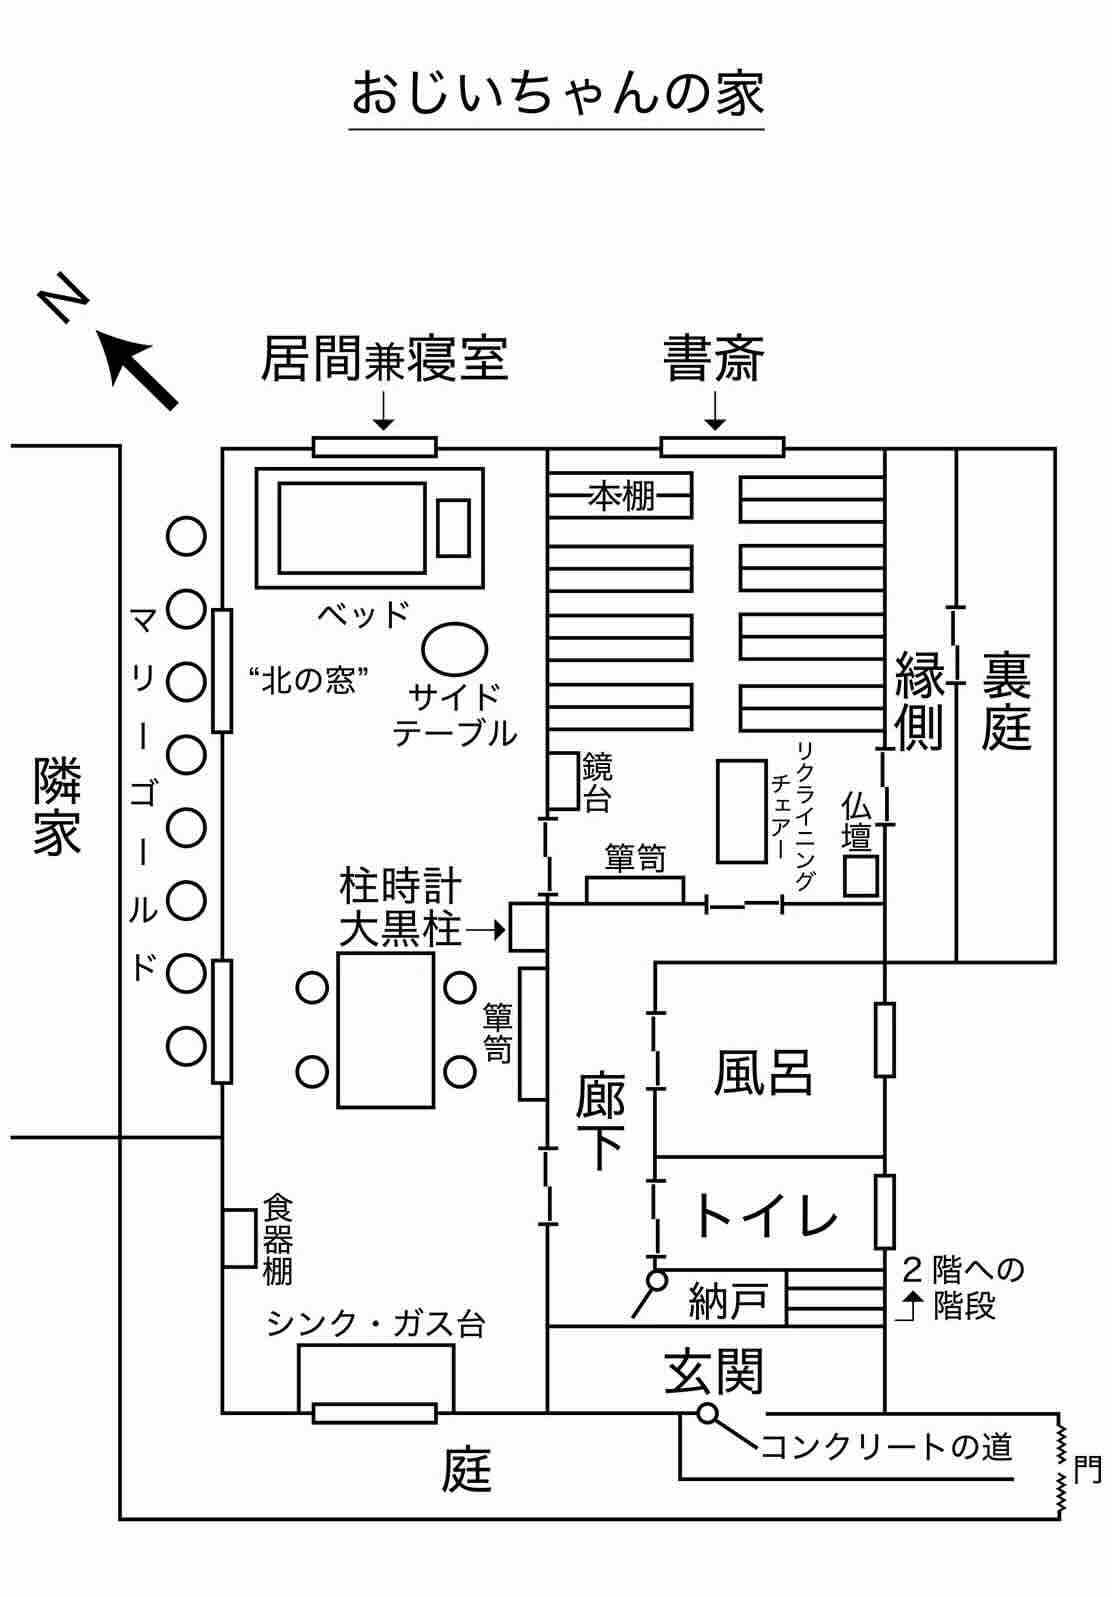 おじいちゃんの家
N
居間兼寝室
書斎
本棚
ベッド
マリーゴールド
“北の窓”
サイド
テーブル
縁側
裏庭
隣家
鏡台
リクライニング
チェアー
仏壇
箪笥
柱時計
大黒柱
箪笥
風呂
廊下
トイレ
食器棚
2階への
階段
納戸
シンク・ガス台
玄関
コンクリートの道
門
庭